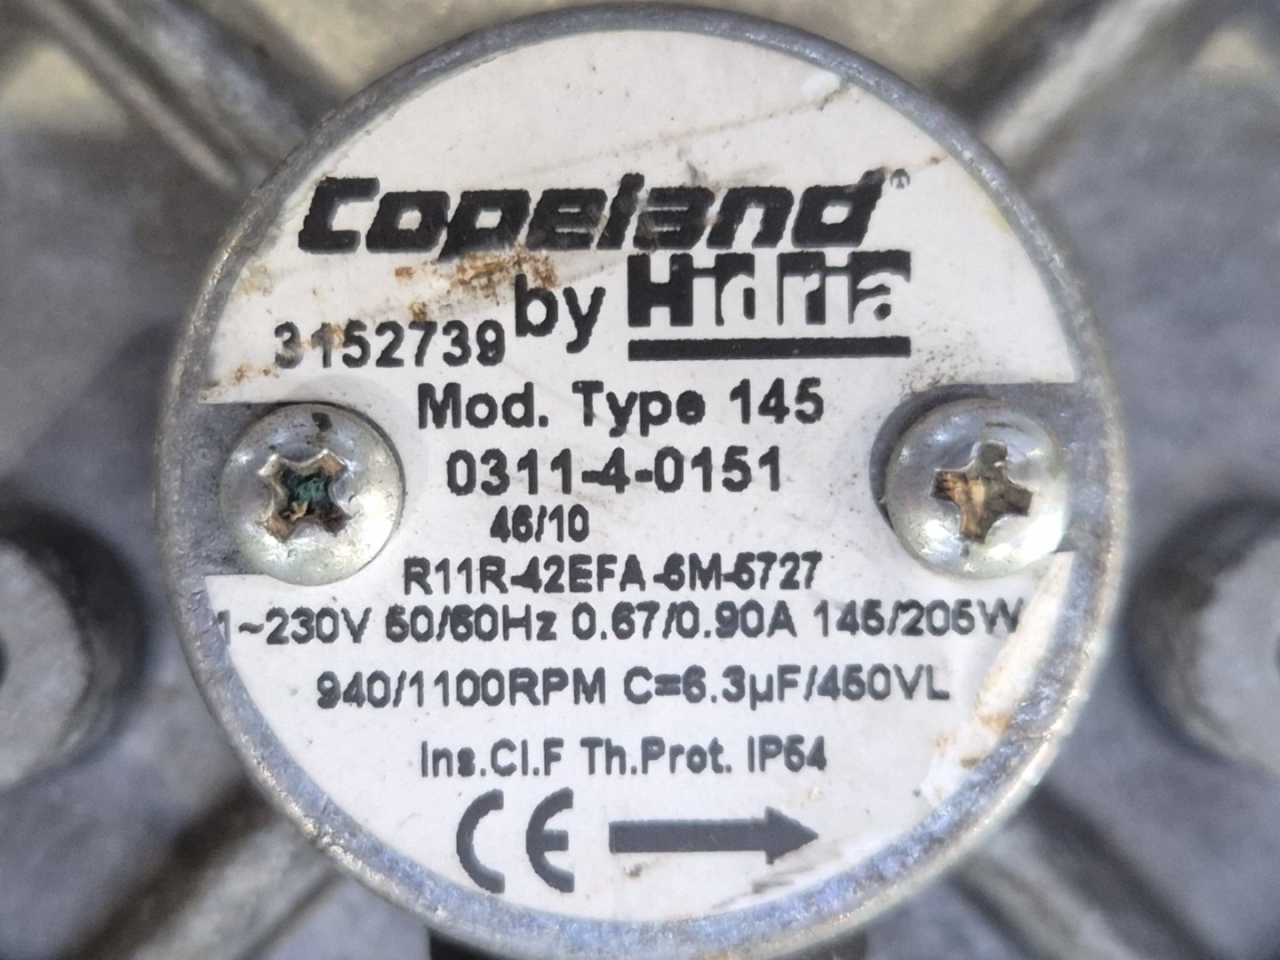 Copeland®
by Hidria
3152739
Mod. Type 145
0311-4-0151
46/10
R11R-42EFA-6M-5727
1~230V 50/60Hz 0.67/0.90A 145/205W
940/1100RPM C=6.3µF/450VL
Ins.Cl.F Th.Prot. IP54
CE